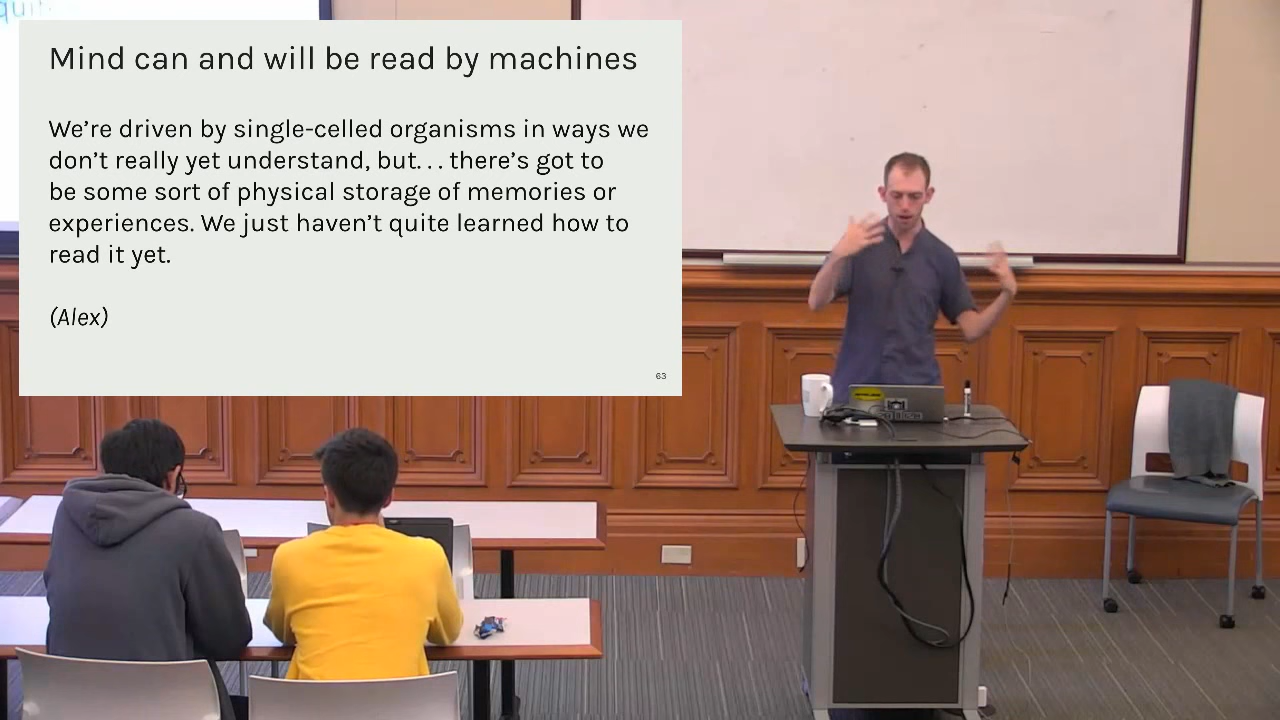 quit
Mind can and will be read by machines
We're driven by single-celled organisms in ways we
don't really yet understand, but... there's got to
be some sort of physical storage of memories or
experiences. We just haven't quite learned how to
read it yet.
(Alex)
63